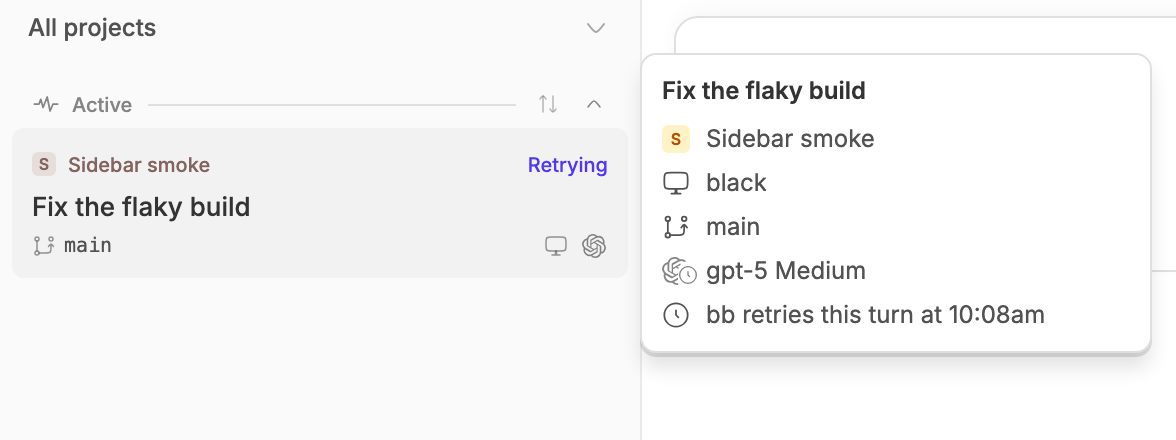 All projects
Active
S Sidebar smoke Retrying
Fix the flaky build
main
Fix the flaky build
S Sidebar smoke
black
main
gpt-5 Medium
bb retries this turn at 10:08am